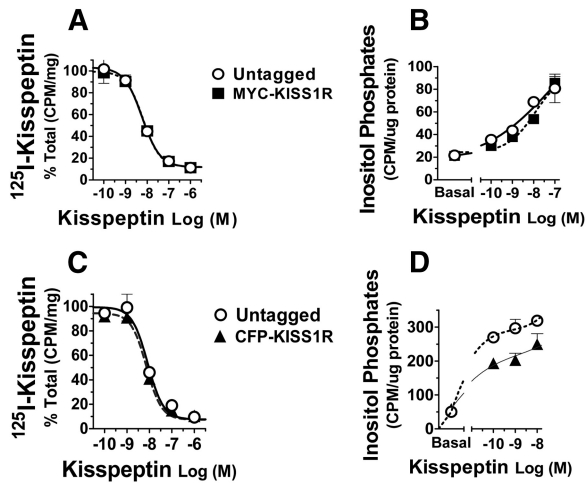 A
¹²⁵I-Kisspeptin
% Total (CPM/mg)
100
80
60
40
20
0
-10 -9 -8 -7 -6
Kisspeptin Log (M)
Untagged
MYC-KISS1R
B
Inositol Phosphates
(CPM/ug protein)
100
80
60
40
20
0
Basal -10 -9 -8 -7
Kisspeptin Log (M)
C
¹²⁵I-Kisspeptin
% Total (CPM/mg)
100
80
60
40
20
0
-10 -9 -8 -7 -6
Kisspeptin Log (M)
Untagged
CFP-KISS1R
D
Inositol Phosphates
(CPM/ug protein)
300
200
100
0
Basal -10 -9 -8
Kisspeptin Log (M)